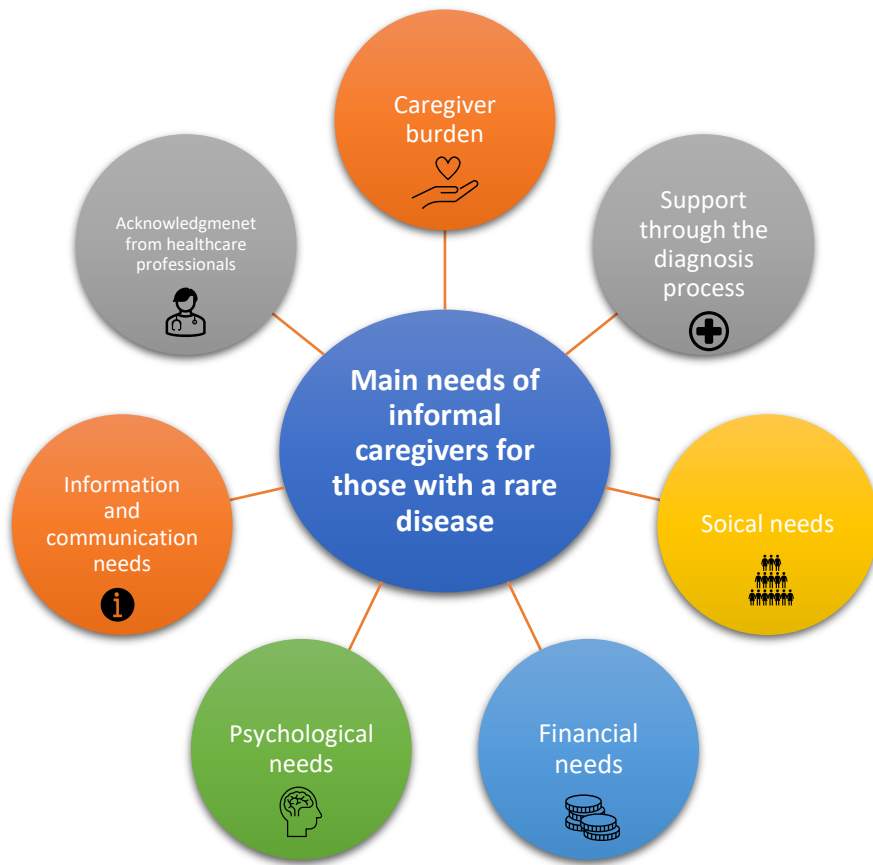 Caregiver
burden
Support
through the
diagnosis
process
Soical needs
Financial
needs
Psychological
needs
Information
and
communication
needs
Acknowledgmenet
from healthcare
professionals
Main needs of
informal
caregivers for
those with a rare
disease